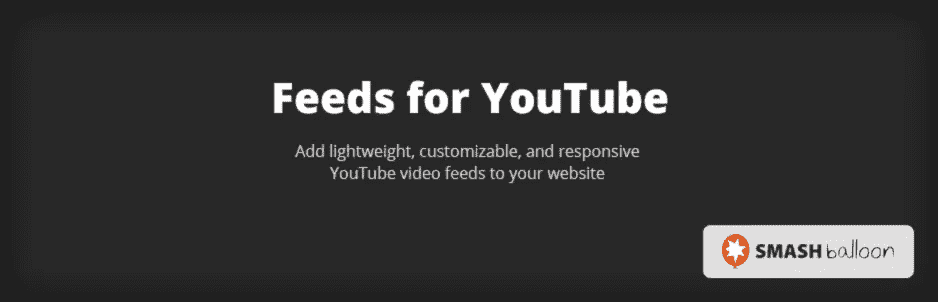 Feeds for YouTube
Add lightweight, customizable, and responsive
YouTube video feeds to your website
SMASH balloon